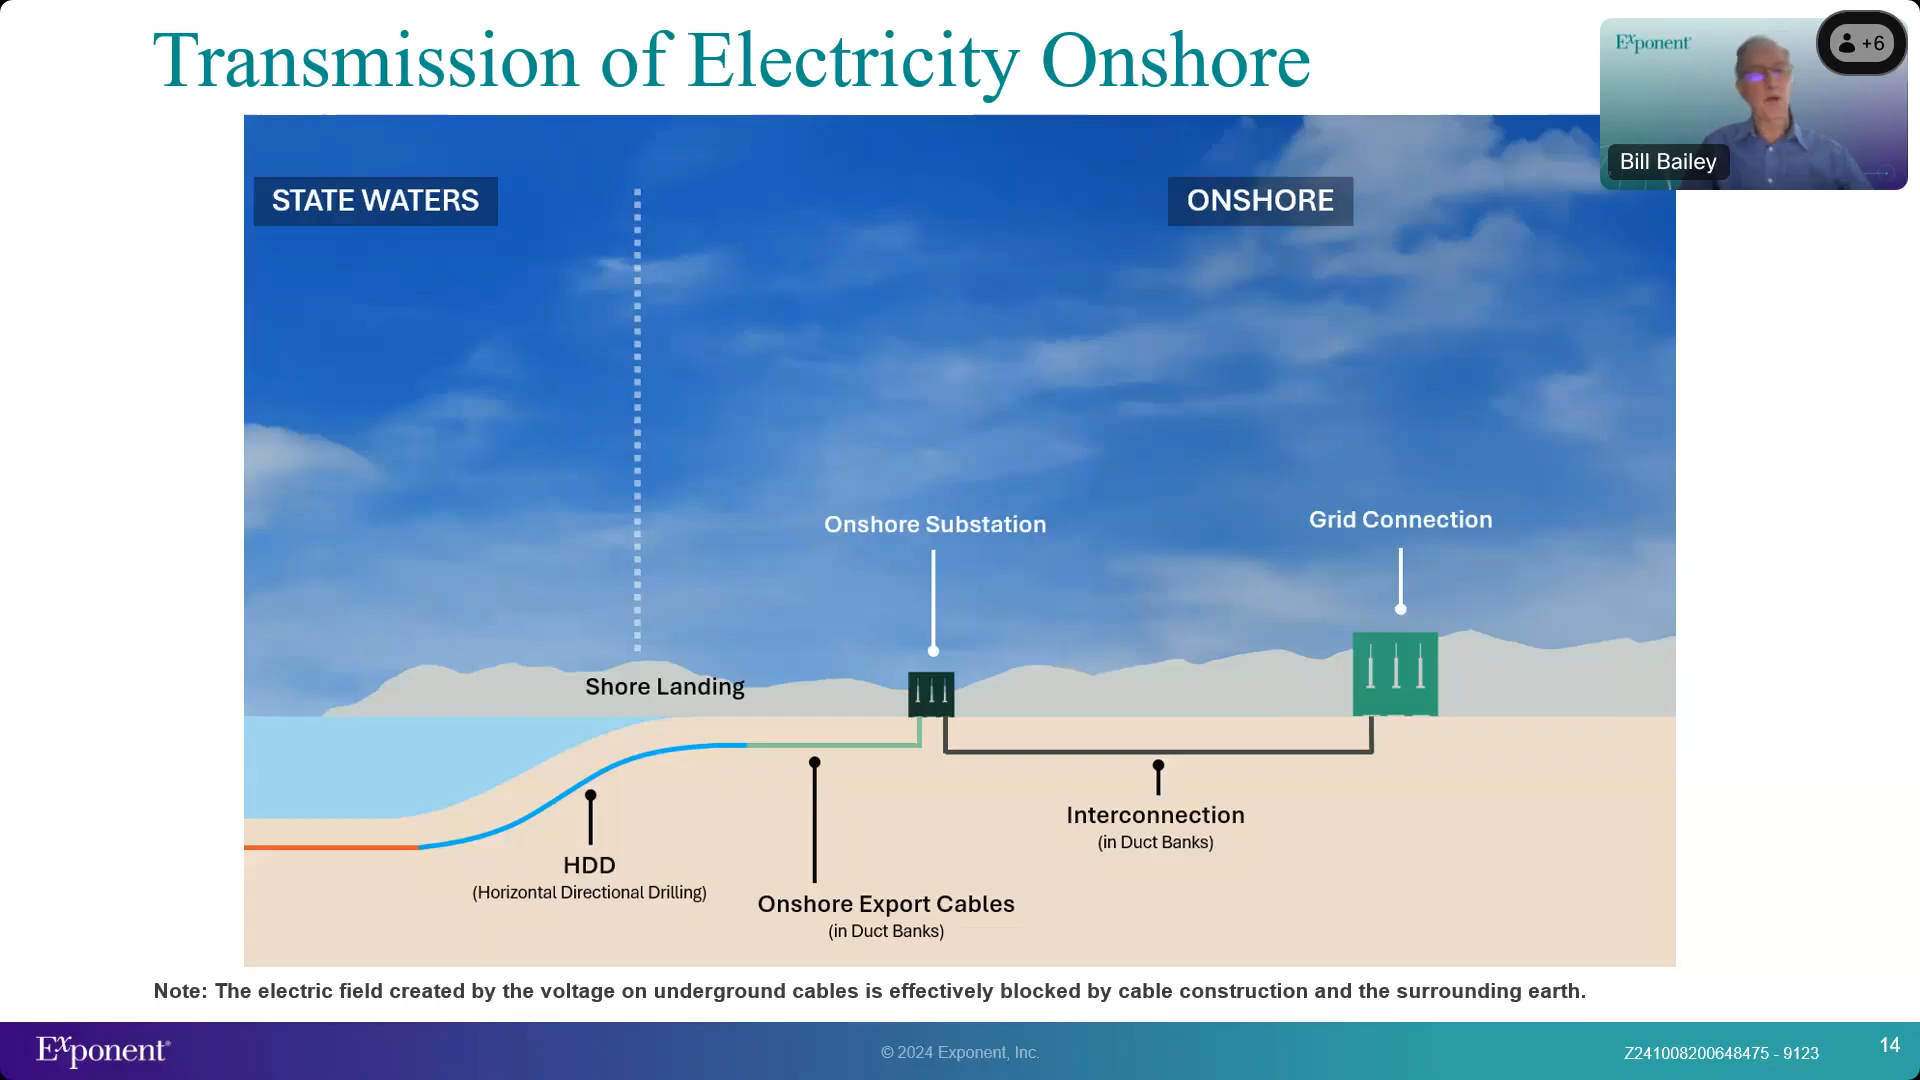 Transmission of Electricity Onshore
Exponent
+6
Bill Bailey
STATE WATERS
ONSHORE
Onshore Substation
Grid Connection
Shore Landing
HDD
(Horizontal Directional Drilling)
Onshore Export Cables
(in Duct Banks)
Interconnection
(in Duct Banks)
Note: The electric field created by the voltage on underground cables is effectively blocked by cable construction and the surrounding earth.
Exponent®
© 2024 Exponent, Inc.
Z241008200648475 - 9123
14